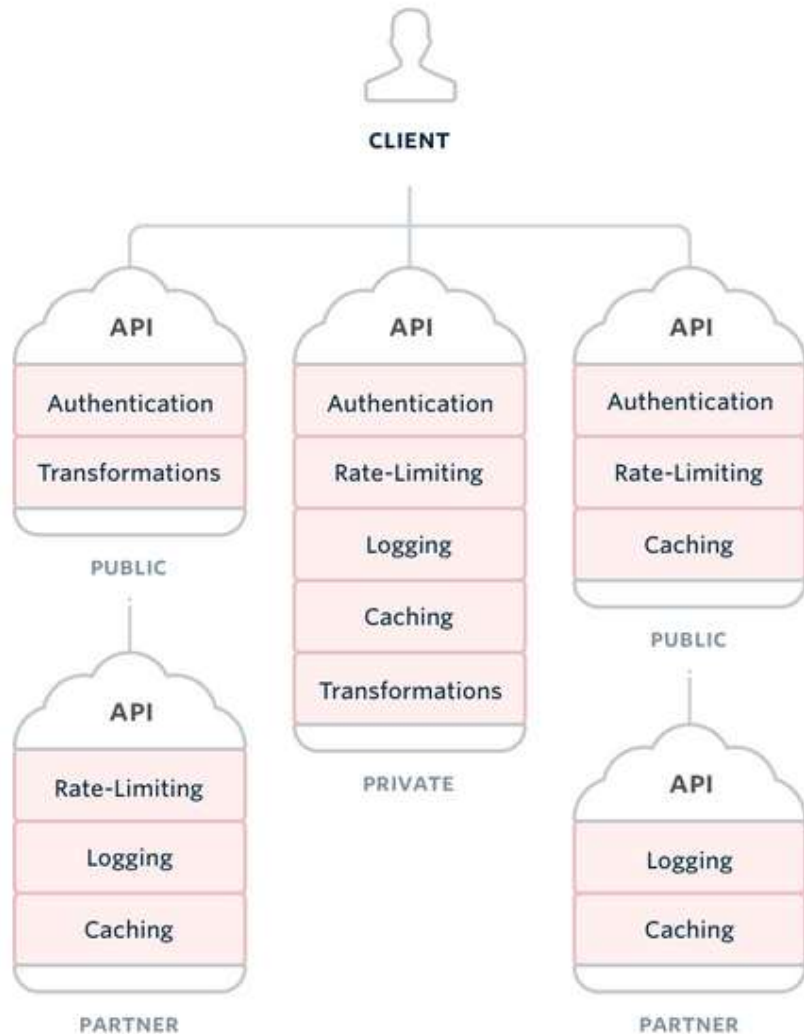 CLIENT
API
Authentication
Transformations
PUBLIC
API
Rate-Limiting
Logging
Caching
PARTNER
API
Authentication
Rate-Limiting
Logging
Caching
Transformations
PRIVATE
API
Authentication
Rate-Limiting
Caching
PUBLIC
API
Logging
Caching
PARTNER